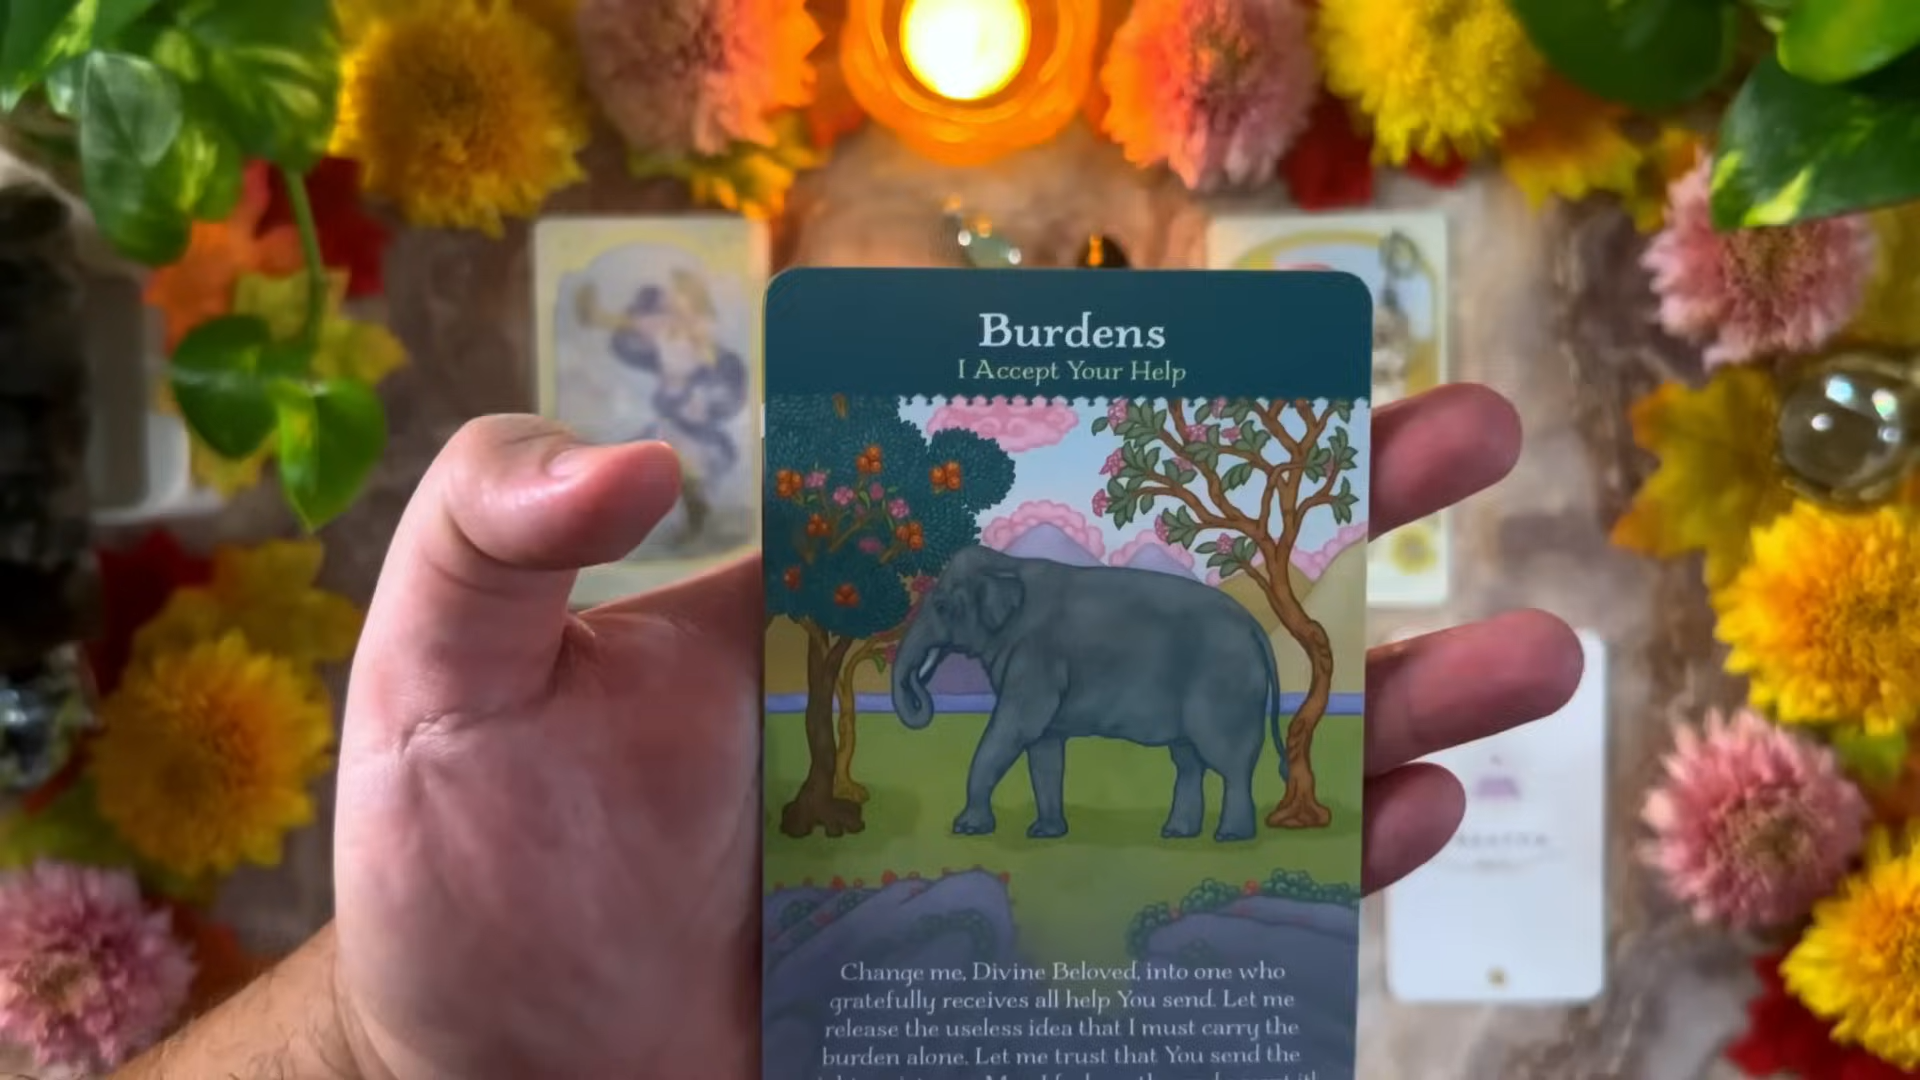 Burdens
I Accept Your Help
Change me, Divine Beloved, into one who
gratefully receives all help You send. Let me
release the useless idea that I must carry the
burden alone. Let me trust that You send the